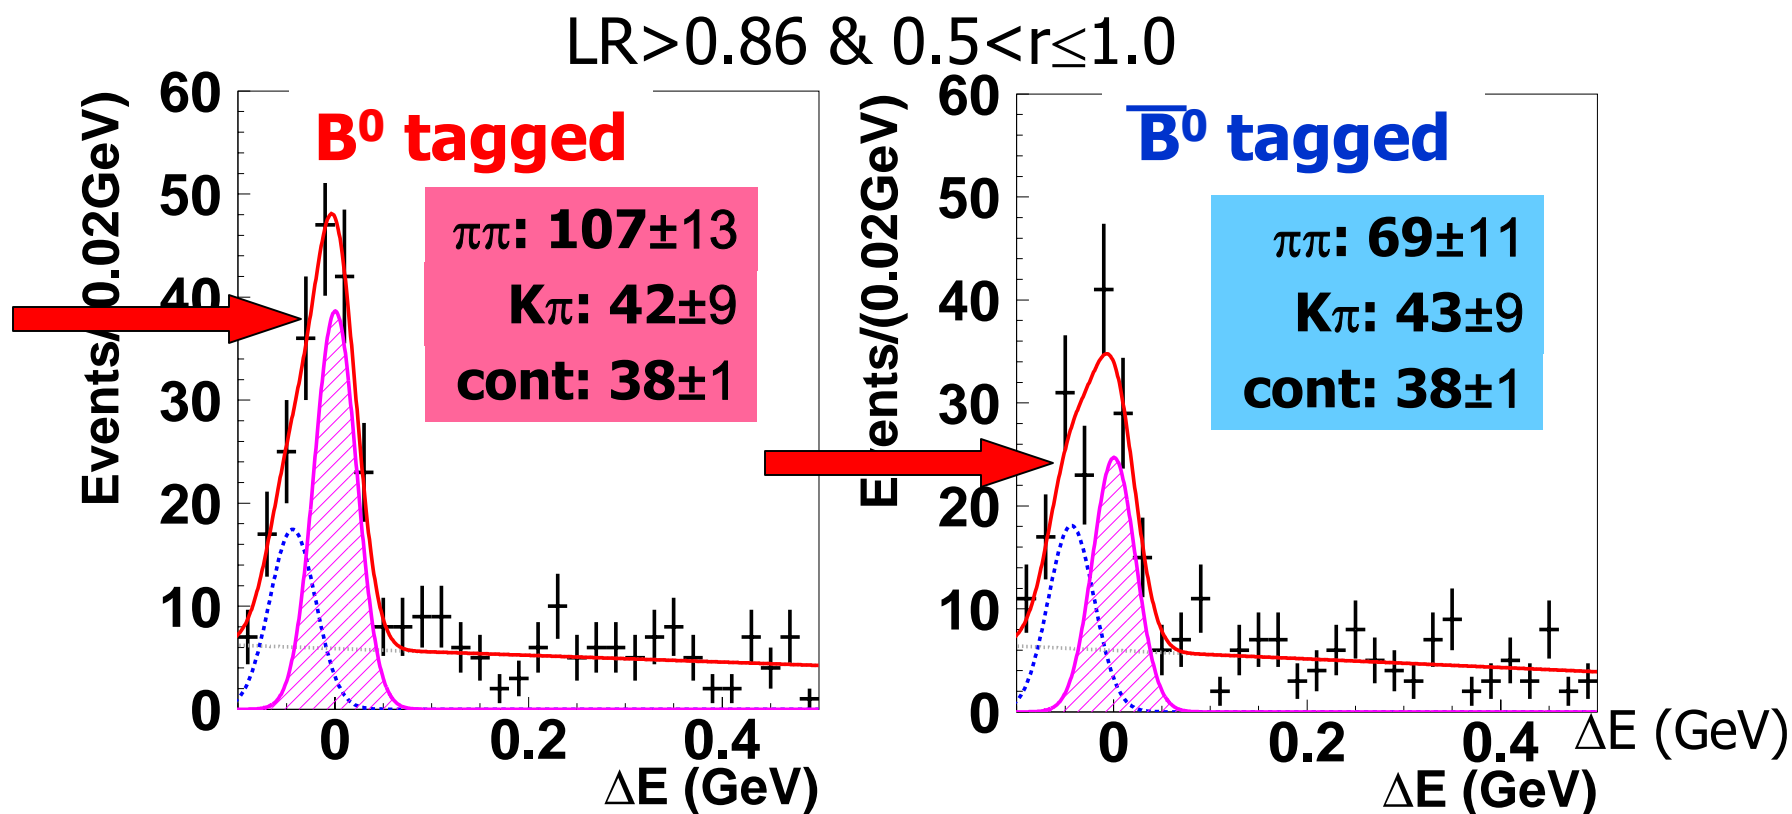 LR>0.86 & 0.5<r≤1.0
B⁰ tagged
ππ: 107±13
Kπ: 42±9
cont: 38±1
Events/(0.02GeV)
60
50
40
30
20
10
0
0 0.2 0.4
ΔE (GeV)
B̅⁰ tagged
ππ: 69±11
Kπ: 43±9
cont: 38±1
Events/(0.02GeV)
60
50
40
30
20
10
0
0 0.2 0.4
ΔE (GeV)
ΔE (GeV)